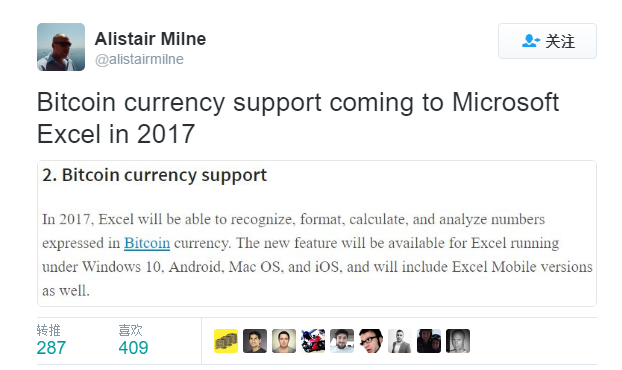 Alistair Milne
@alistairmilne
关注
Bitcoin currency support coming to Microsoft
Excel in 2017
2. Bitcoin currency support
In 2017, Excel will be able to recognize, format, calculate, and analyze numbers
expressed in Bitcoin currency. The new feature will be available for Excel running
under Windows 10, Android, Mac OS, and iOS, and will include Excel Mobile versions
as well.
转推 喜欢
287 409